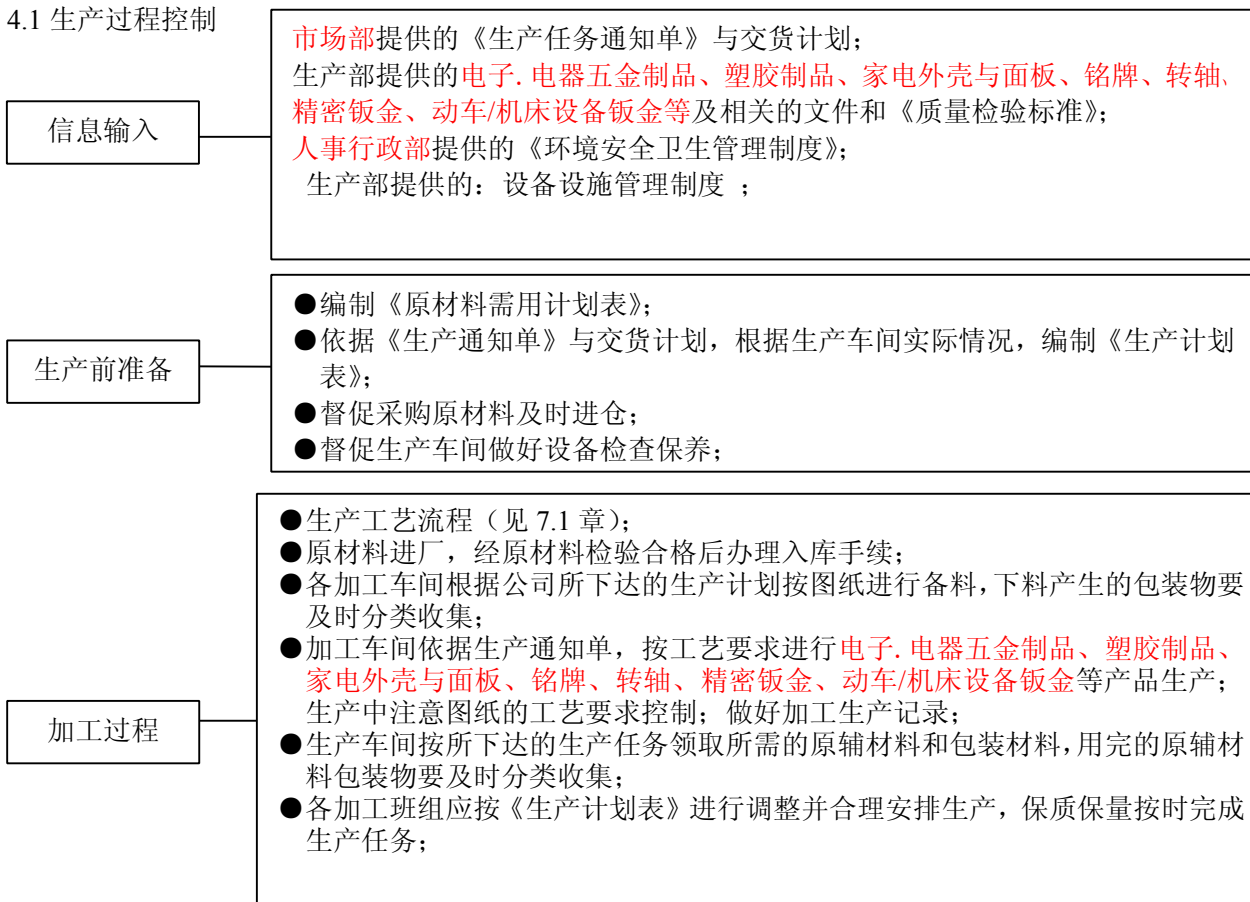 4.1 生产过程控制
信息输入
市场部提供的《生产任务通知单》与交货计划；
生产部提供的电子. 电器五金制品、塑胶制品、家电外壳与面板、铭牌、转轴、
精密钣金、动车/机床设备钣金等及相关的文件和《质量检验标准》；
人事行政部提供的《环境安全卫生管理制度》；
生产部提供的：设备设施管理制度 ；
生产前准备
●编制《原材料需用计划表》；
●依据《生产通知单》与交货计划，根据生产车间实际情况，编制《生产计划
表》；
●督促采购原材料及时进仓；
●督促生产车间做好设备检查保养；
加工过程
●生产工艺流程（见 7.1 章）；
●原材料进厂，经原材料检验合格后办理入库手续；
●各加工车间根据公司所下达的生产计划按图纸进行备料，下料产生的包装物要
及时分类收集；
●加工车间依据生产通知单，按工艺要求进行电子. 电器五金制品、塑胶制品、
家电外壳与面板、铭牌、转轴、精密钣金、动车/机床设备钣金等产品生产；
生产中注意图纸的工艺要求控制；做好加工生产记录；
●生产车间按所下达的生产任务领取所需的原辅材料和包装材料，用完的原辅材
料包装物要及时分类收集；
●各加工班组应按《生产计划表》进行调整并合理安排生产，保质保量按时完成
生产任务；